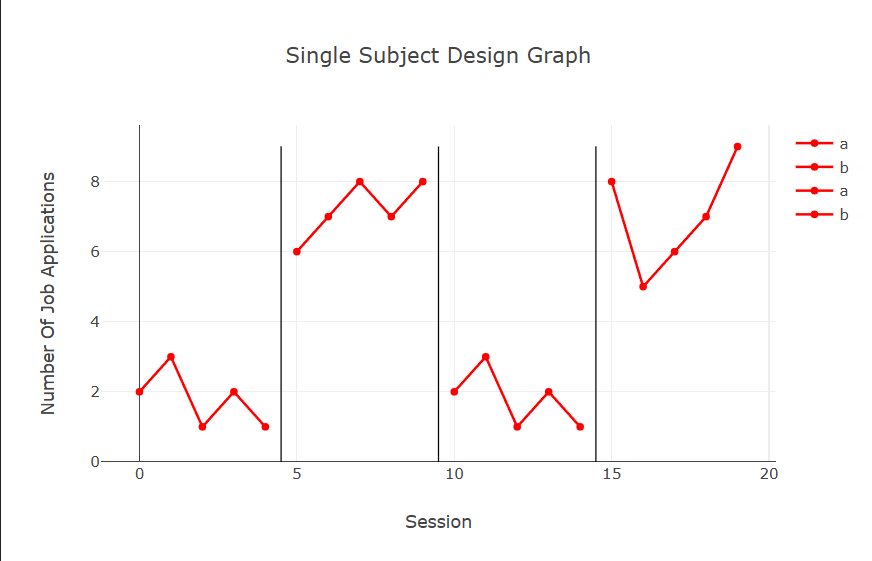 Single Subject Design Graph
Number Of Job Applications
8
6
4
2
0
0 5 10 15 20
Session
a
b
a
b